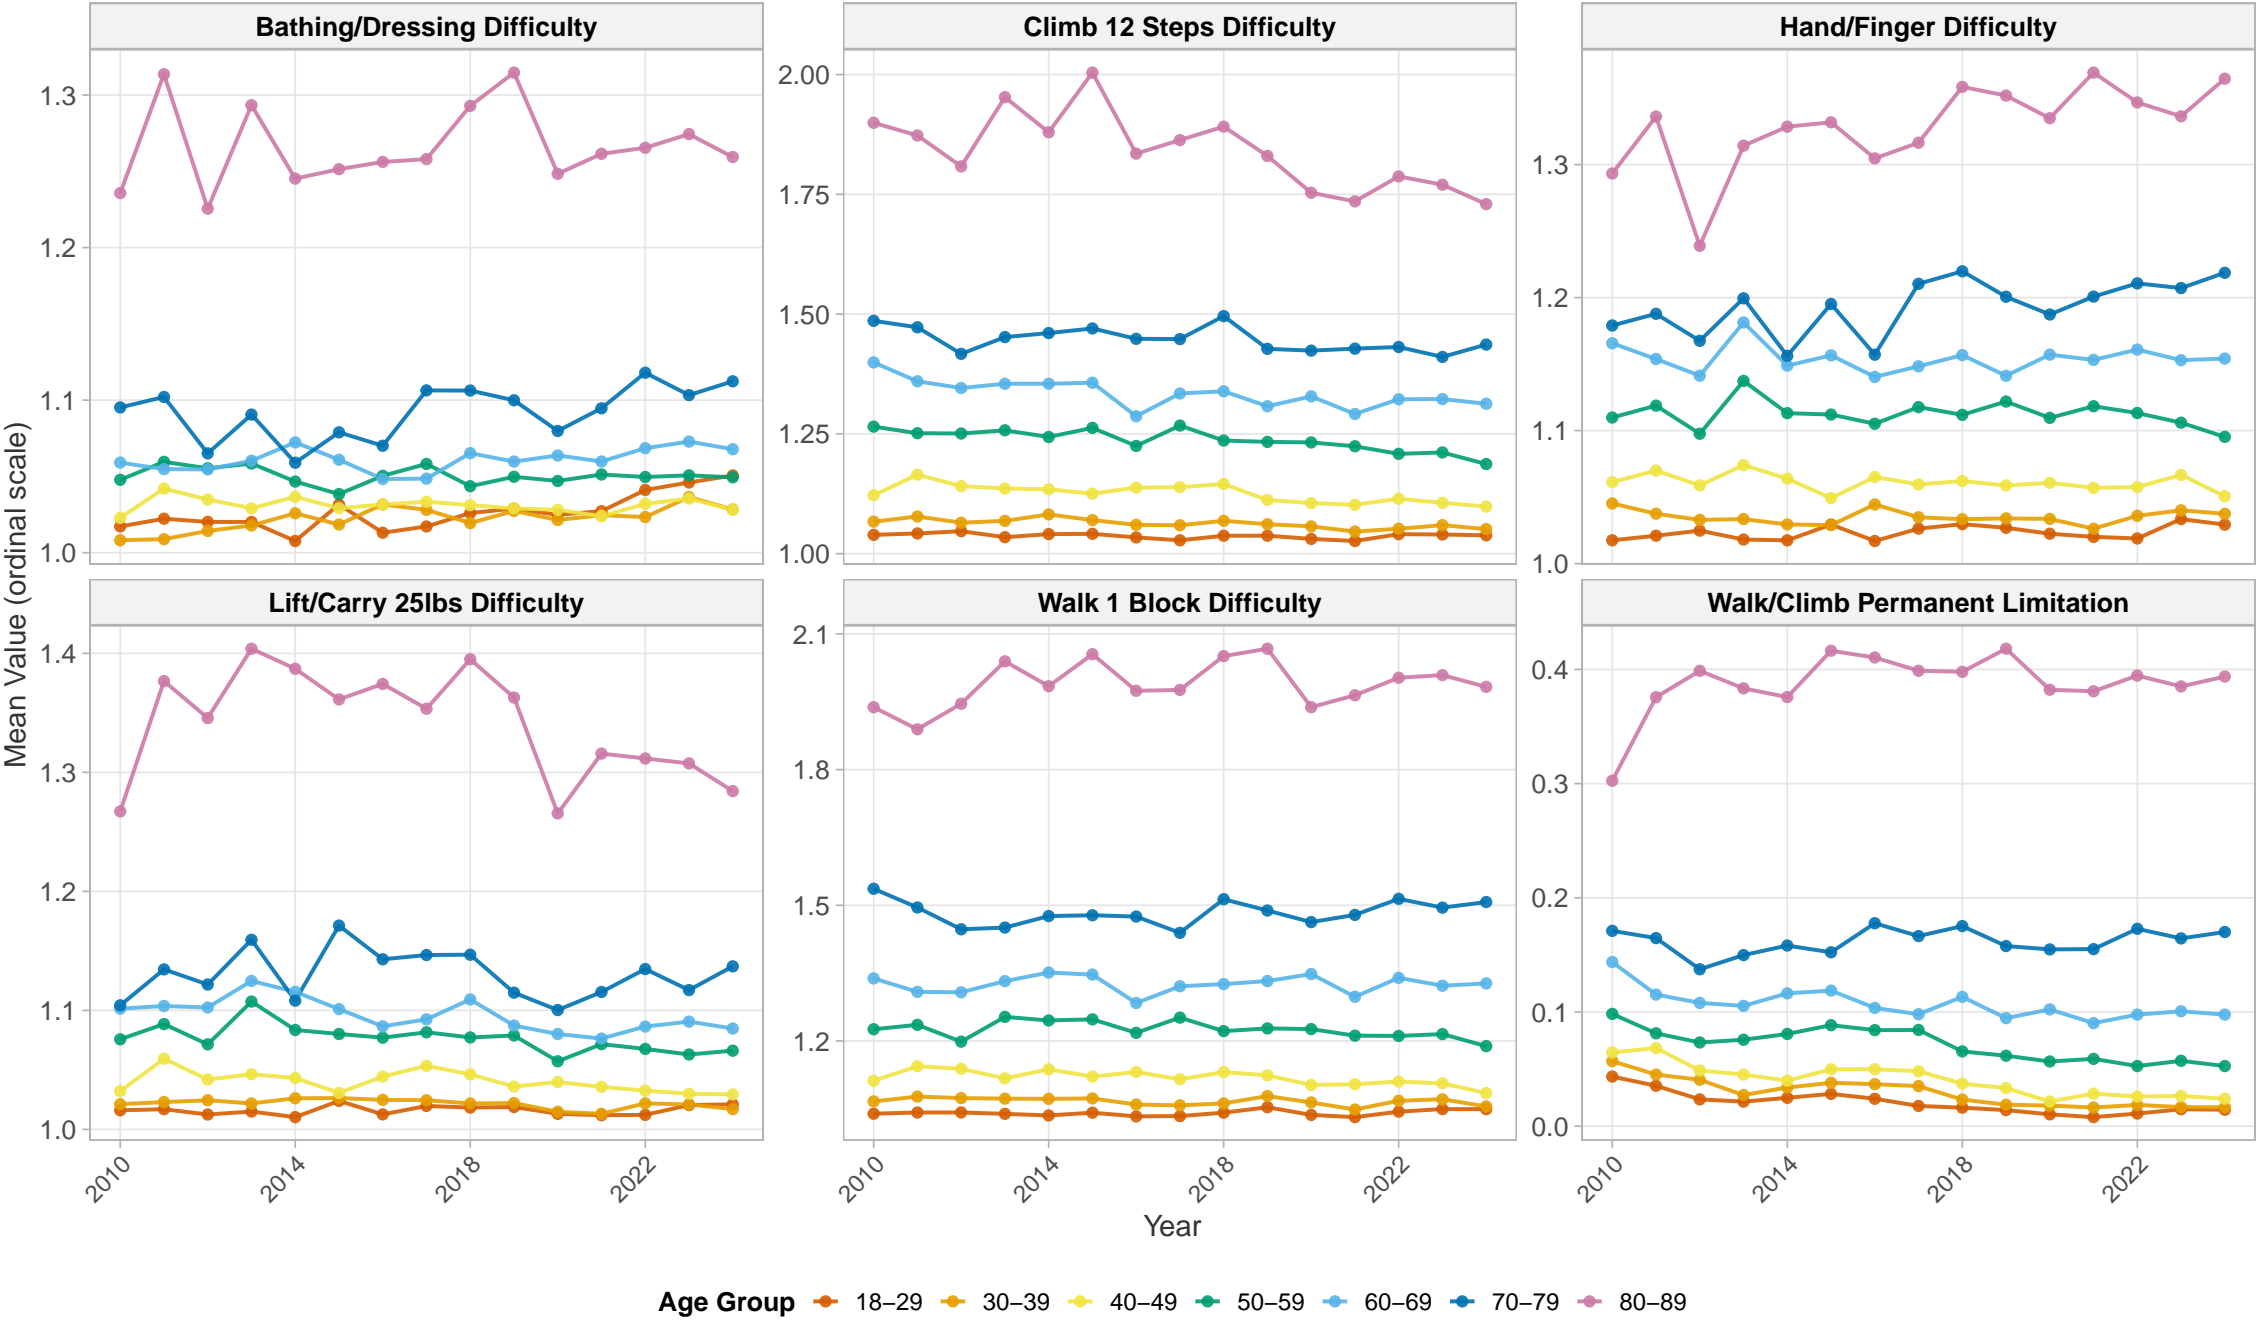 Bathing/Dressing Difficulty
Climb 12 Steps Difficulty
Hand/Finger Difficulty
1.3
1.2
1.1
1.0
2.00
1.75
1.50
1.25
1.00
1.3
1.2
1.1
1.0
Mean Value (ordinal scale)
Lift/Carry 25lbs Difficulty
Walk 1 Block Difficulty
Walk/Climb Permanent Limitation
1.4
1.3
1.2
1.1
1.0
2.1
1.8
1.5
1.2
0.4
0.3
0.2
0.1
0.0
2010 2014 2018 2022
2010 2014 2018 2022
2010 2014 2018 2022
Year
Age Group 18–29 30–39 40–49 50–59 60–69 70–79 80–89